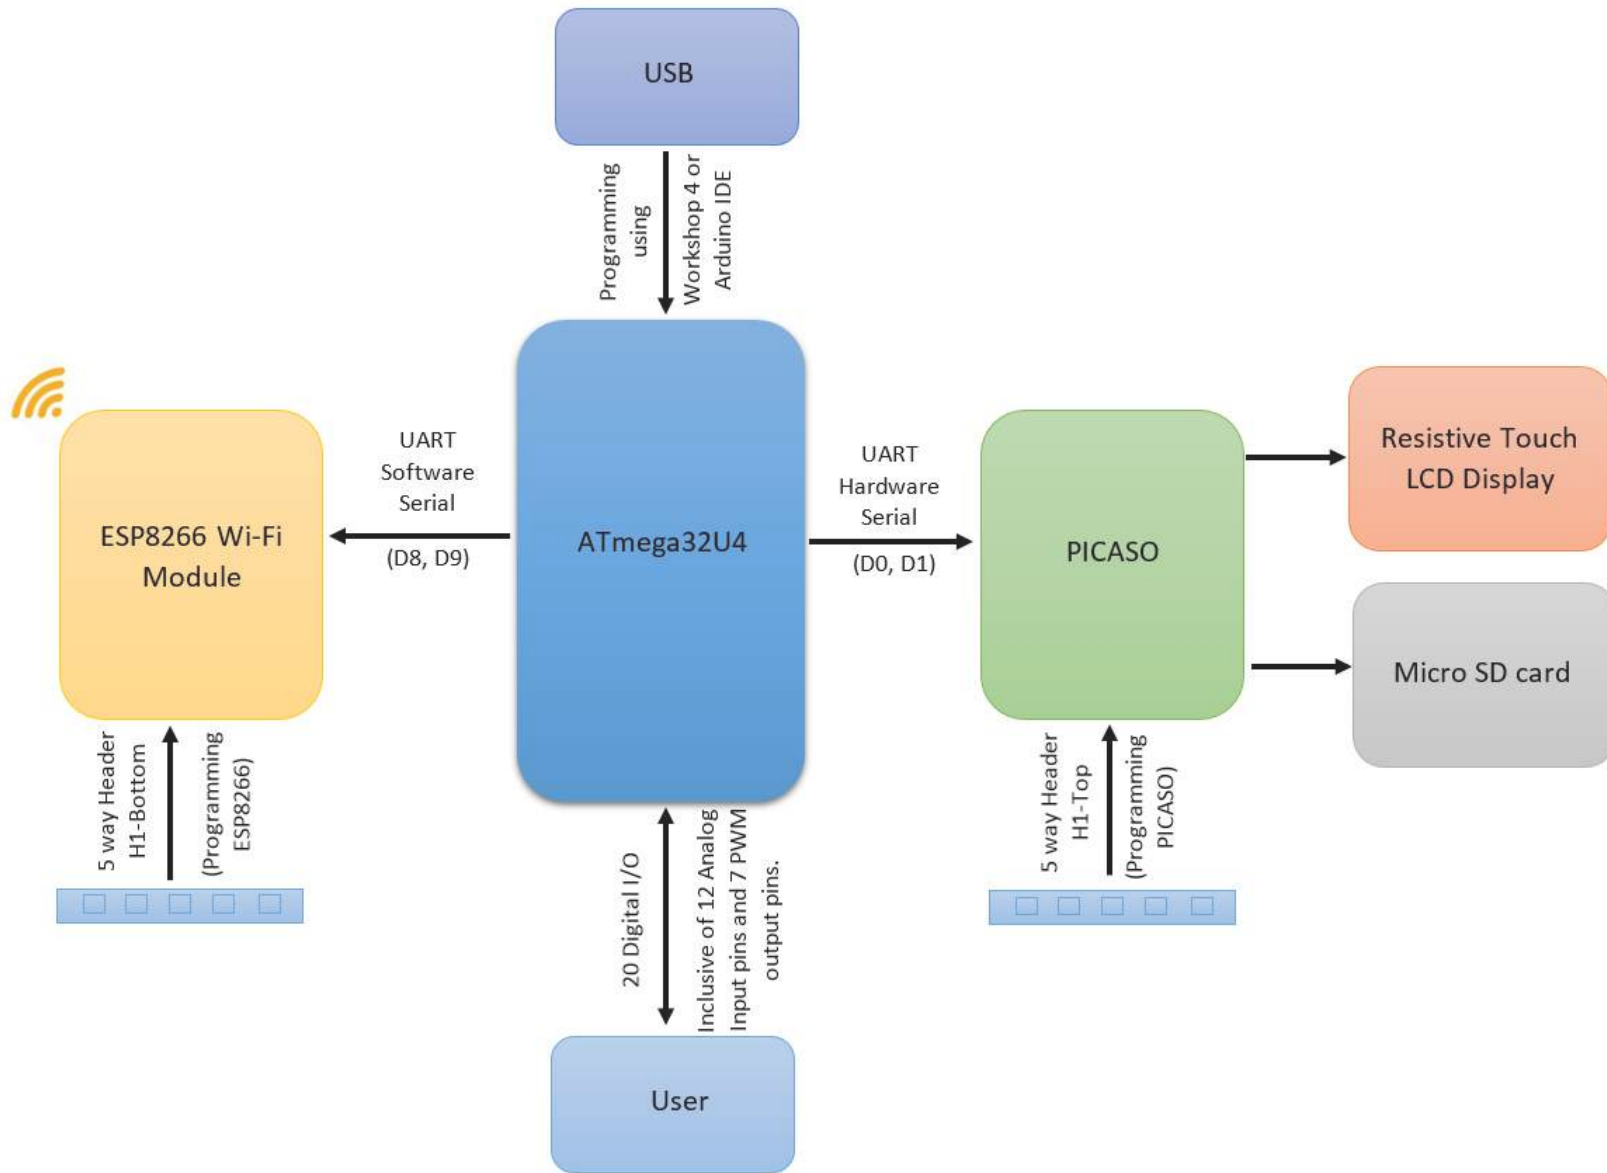 USB
Programming
using
Workshop 4 or
Arduino IDE
UART
Software
Serial
(D8, D9)
UART
Hardware
Serial
(D0, D1)
ESP8266 Wi-Fi
Module
ATmega32U4
PICASO
Resistive Touch
LCD Display
Micro SD card
5 way Header
H1-Bottom
(Programming
ESP8266)
20 Digital I/O
Inclusive of 12 Analog
Input pins and 7 PWM
output pins.
5 way Header
H1-Top
(Programming
PICASO)
User